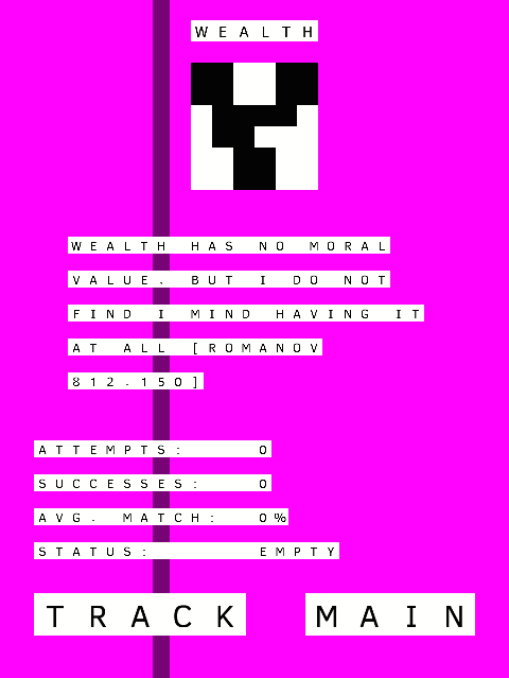 WEALTH
WEALTH HAS NO MORAL
VALUE. BUT I DO NOT
FIND I MIND HAVING IT
AT ALL [ROMANOV
812.150]
ATTEMPTS: 0
SUCCESSES: 0
AVG. MATCH: 0%
STATUS: EMPTY
TRACK MAIN